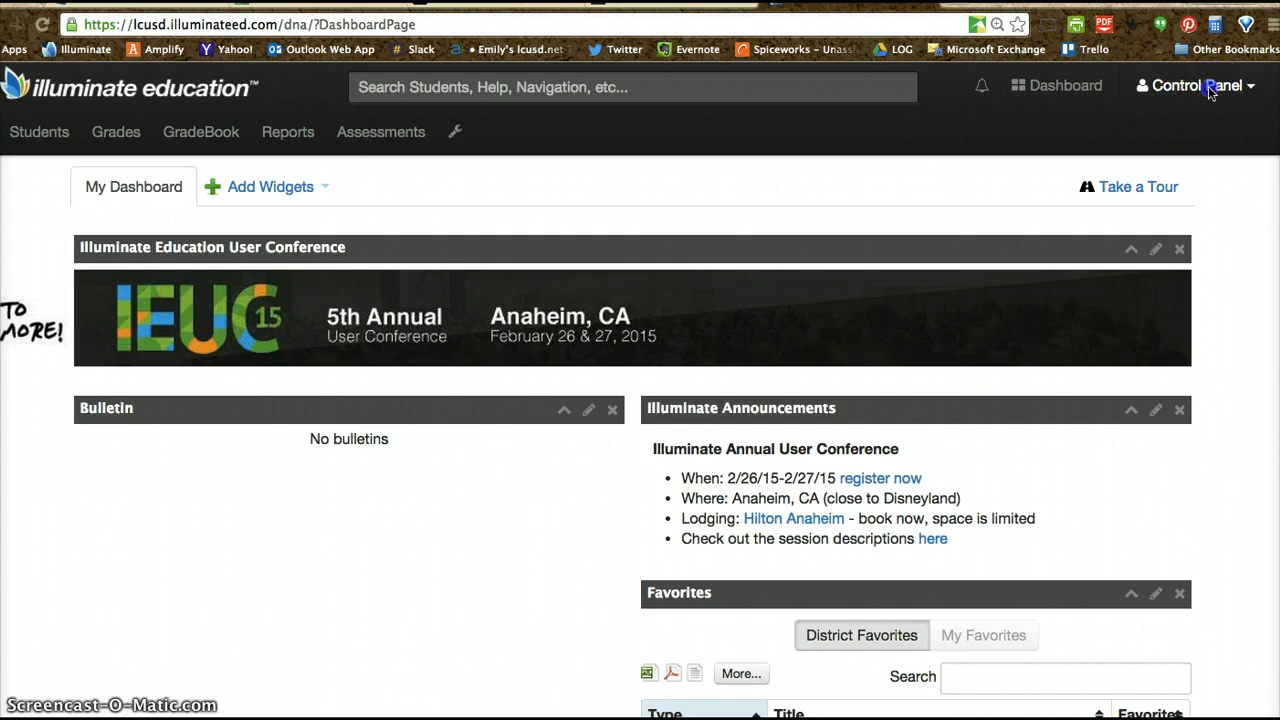 https://lcusd.illuminateed.com/dna/?DashboardPage
Apps Illuminate Amplify Yahoo! Outlook Web App Slack • Emily's lcusd.net Twitter Evernote Spiceworks - Unass LOG Microsoft Exchange Trello » Other Bookmarks
illuminate education™ Search Students, Help, Navigation, etc... Dashboard Control Panel
Students Grades GradeBook Reports Assessments
My Dashboard Add Widgets Take a Tour
Illuminate Education User Conference
TO
MORE!
IEUC 15
5th Annual Anaheim, CA
User Conference February 26 & 27, 2015
Bulletin
No bulletins
Illuminate Announcements
Illuminate Annual User Conference
• When: 2/26/15-2/27/15 register now
• Where: Anaheim, CA (close to Disneyland)
• Lodging: Hilton Anaheim - book now, space is limited
• Check out the session descriptions here
Favorites
District Favorites My Favorites
More... Search
Type Title Favorite
Screencast-O-Matic.com